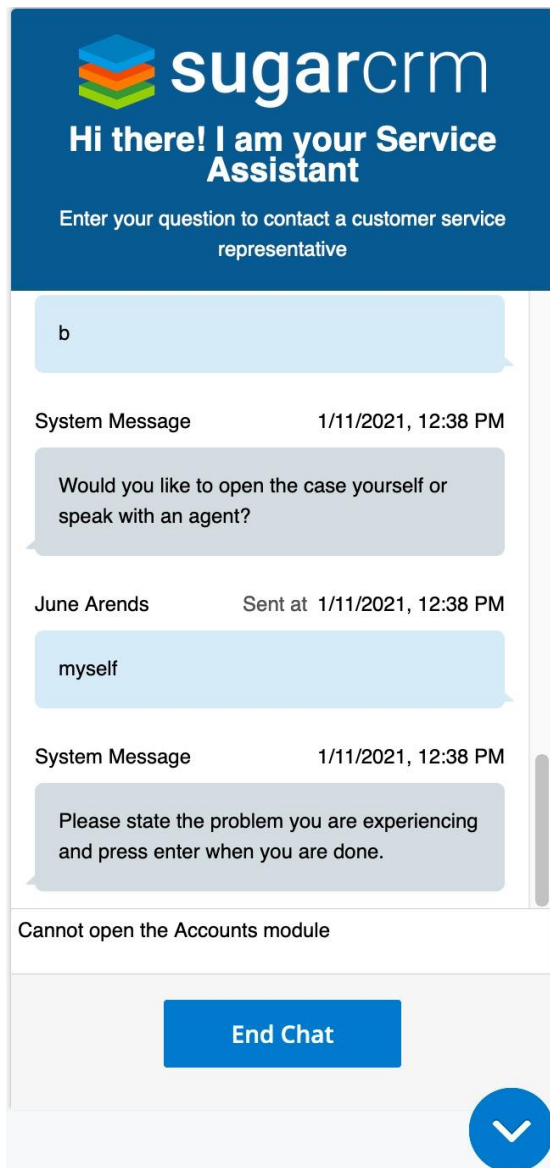 sugarcrm
Hi there! I am your Service
Assistant
Enter your question to contact a customer service
representative
b
System Message 1/11/2021, 12:38 PM
Would you like to open the case yourself or
speak with an agent?
June Arends Sent at 1/11/2021, 12:38 PM
myself
System Message 1/11/2021, 12:38 PM
Please state the problem you are experiencing
and press enter when you are done.
Cannot open the Accounts module
End Chat